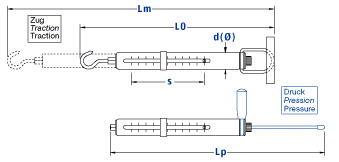 Lm
L0
Zug
Traction
Traction
d(Ø)
s
Druck
Pression
Pressure
Lp